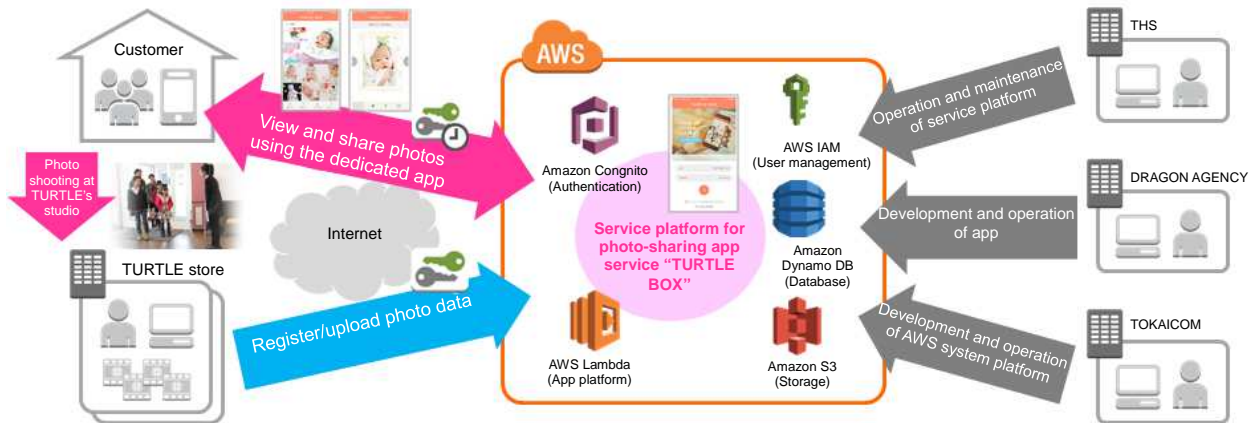 Customer
View and share photos
using the dedicated app
Photo
shooting at
TURTLE's
studio
TURTLE store
Internet
Register/upload photo data
AWS
Amazon Congnito
(Authentication)
AWS IAM
(User management)
Service platform for
photo-sharing app
service “TURTLE
BOX”
Amazon
Dynamo DB
(Database)
AWS Lambda
(App platform)
Amazon S3
(Storage)
THS
Operation and maintenance
of service platform
DRAGON AGENCY
Development and operation
of app
TOKAICOM
Development and operation
of AWS system platform